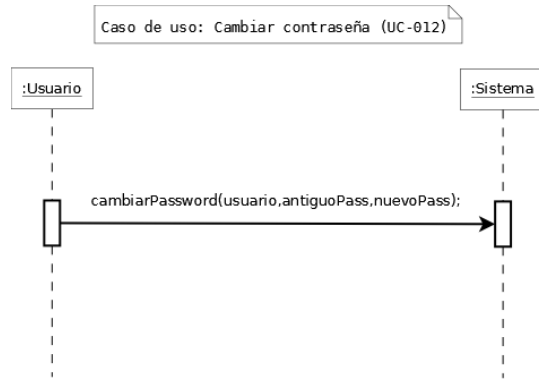 Caso de uso: Cambiar contraseña (UC-012)
:Usuario
:Sistema
cambiarPassword(usuario,antiguoPass,nuevoPass);